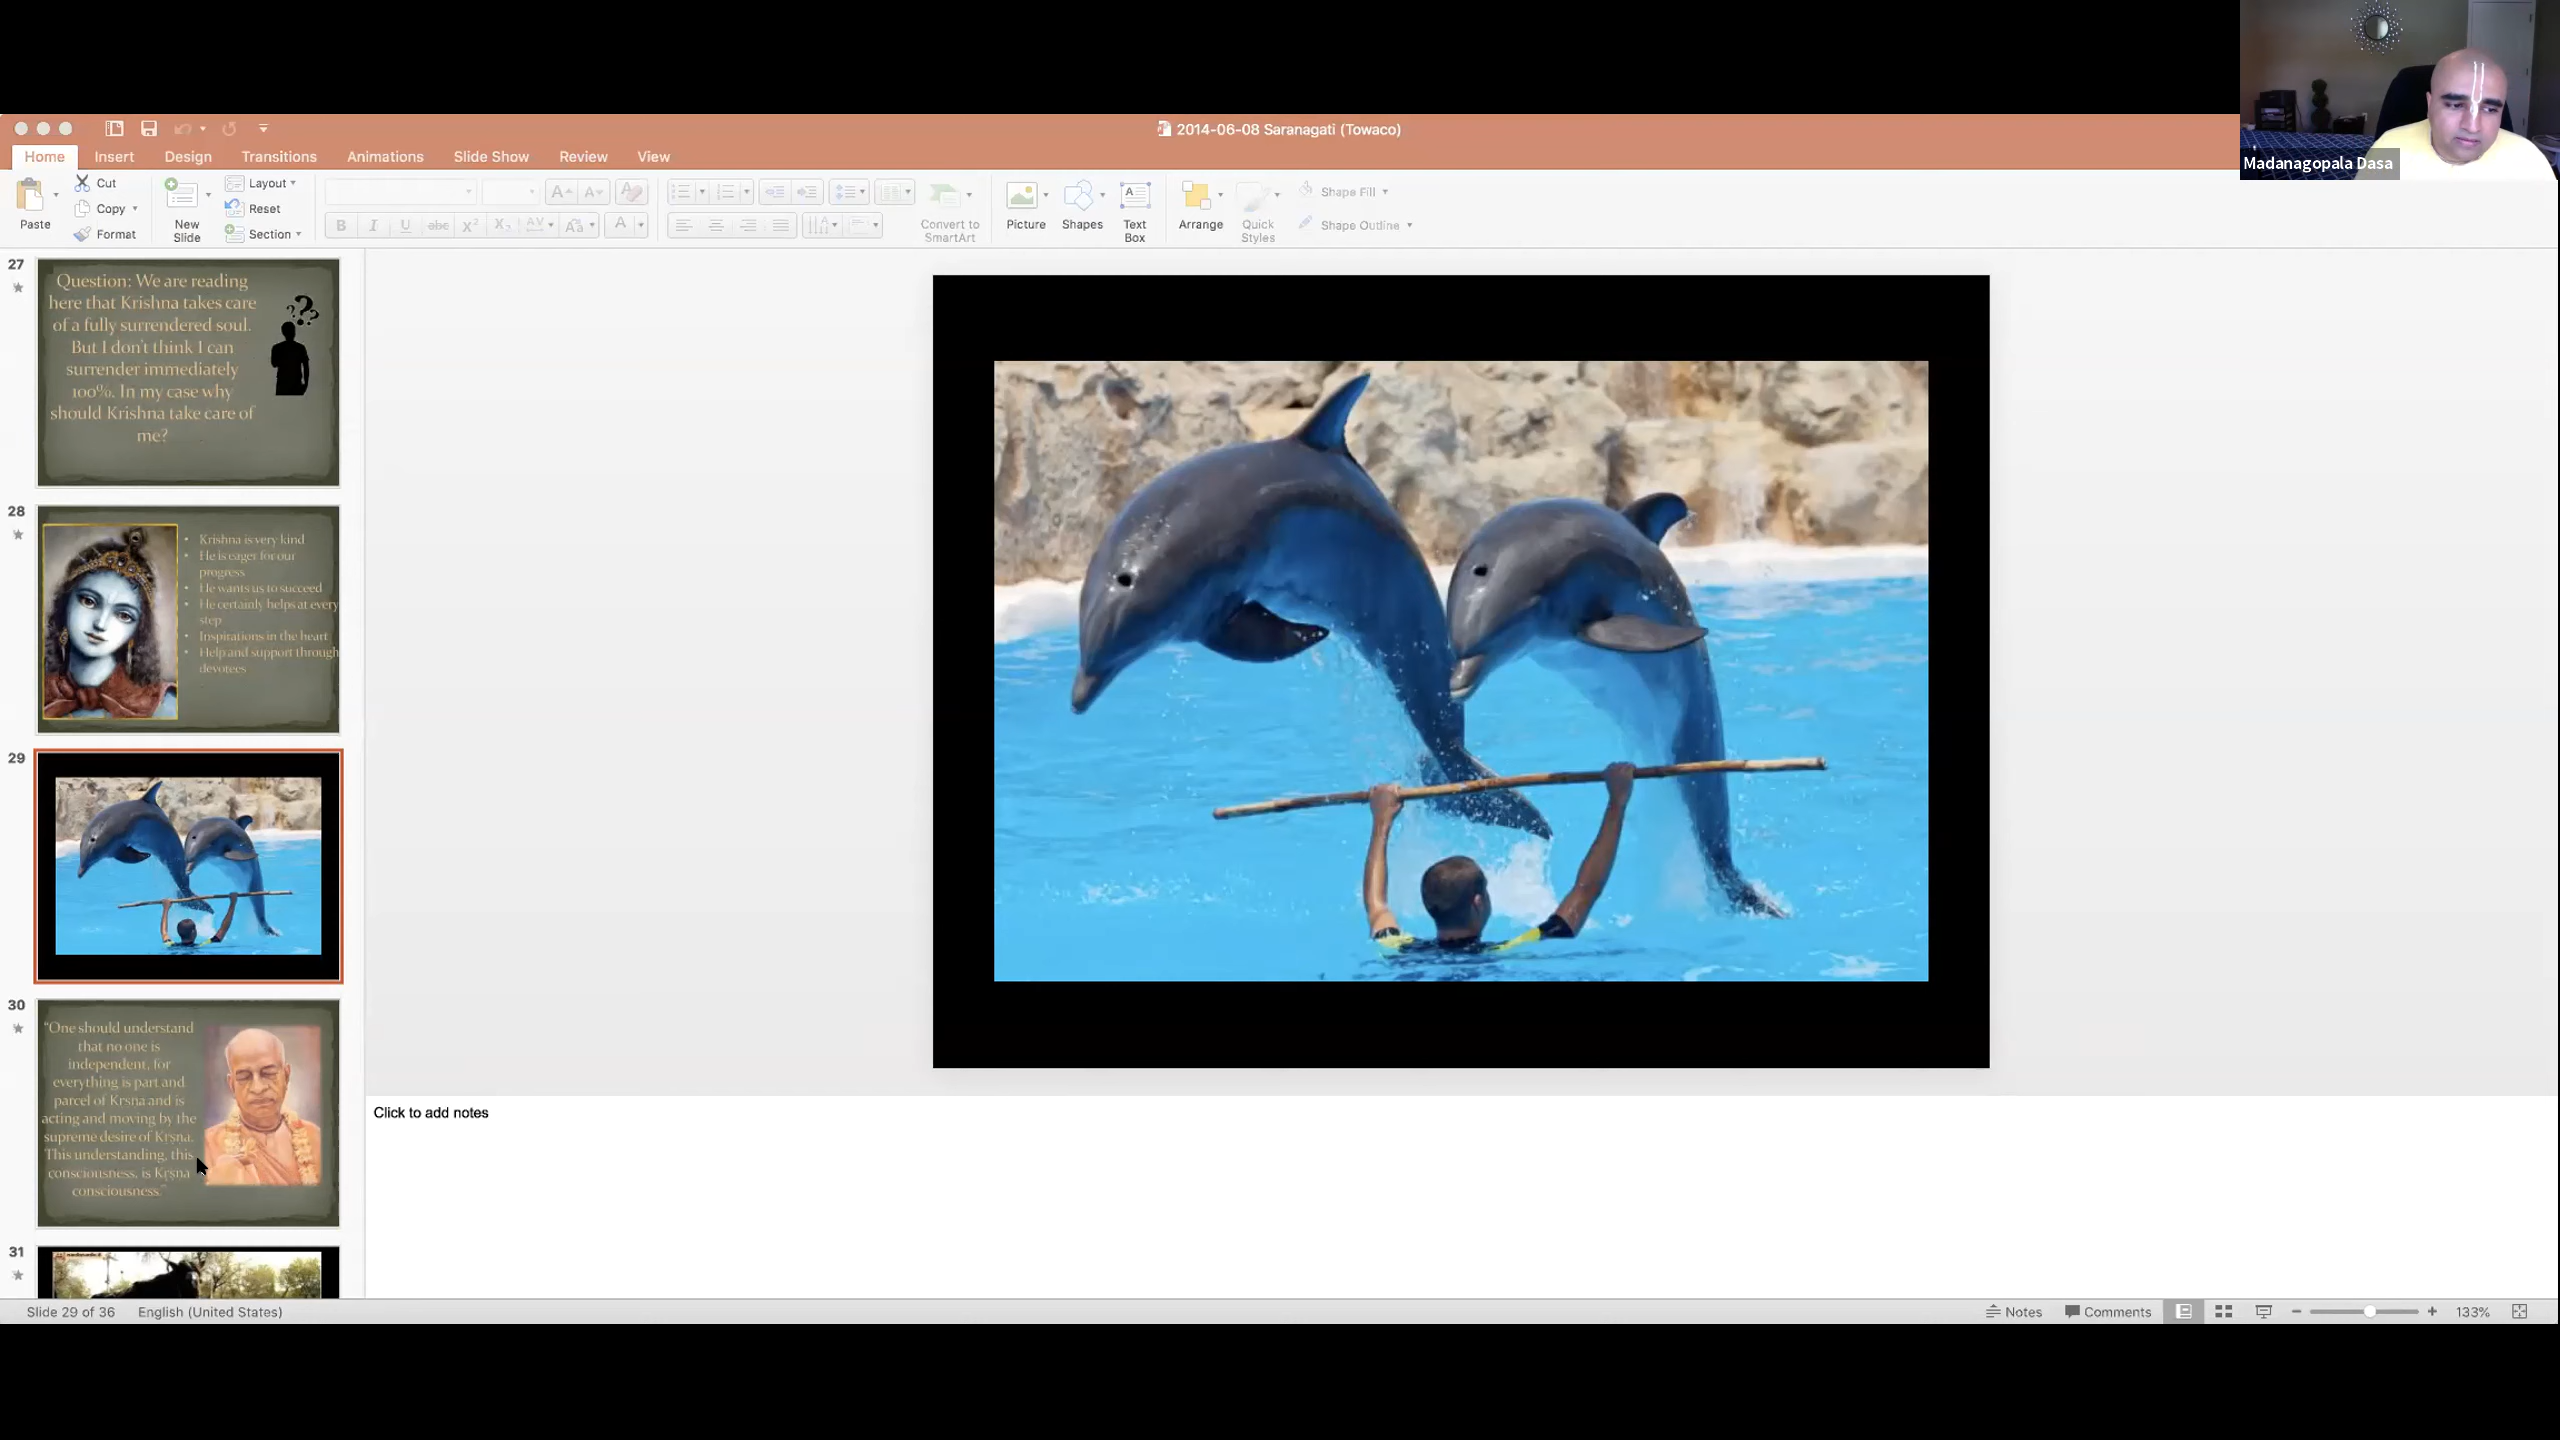 Madanagopala Dasa
2014-06-08 Saranagati (Towaco)
Home Insert Design Transitions Animations Slide Show Review View
Paste
Cut
Copy
Format
New
Slide
Layout
Reset
Section
Convert to
SmartArt
Picture
Shapes
Text
Box
Arrange
Quick
Styles
Shape Fill
Shape Outline
27
Question: We are reading
here that Krishna takes care
of a fully surrendered soul.
But I don't think I can
surrender immediately
100%. In my case why
should Krishna take care of
me?
28
• Krishna is very kind
• He is eager for our
progress
• He wants us to succeed
• He certainly helps at every
step
• Inspirations in the heart
• Help and support through
devotees
29
30
"One should understand
that no one is
independent, for
everything is part and
parcel of Kṛṣṇa and is
acting and moving by the
supreme desire of Kṛṣṇa.
This understanding, this
consciousness, is Kṛṣṇa
consciousness."
31
Click to add notes
Slide 29 of 36 English (United States) Notes Comments 133%